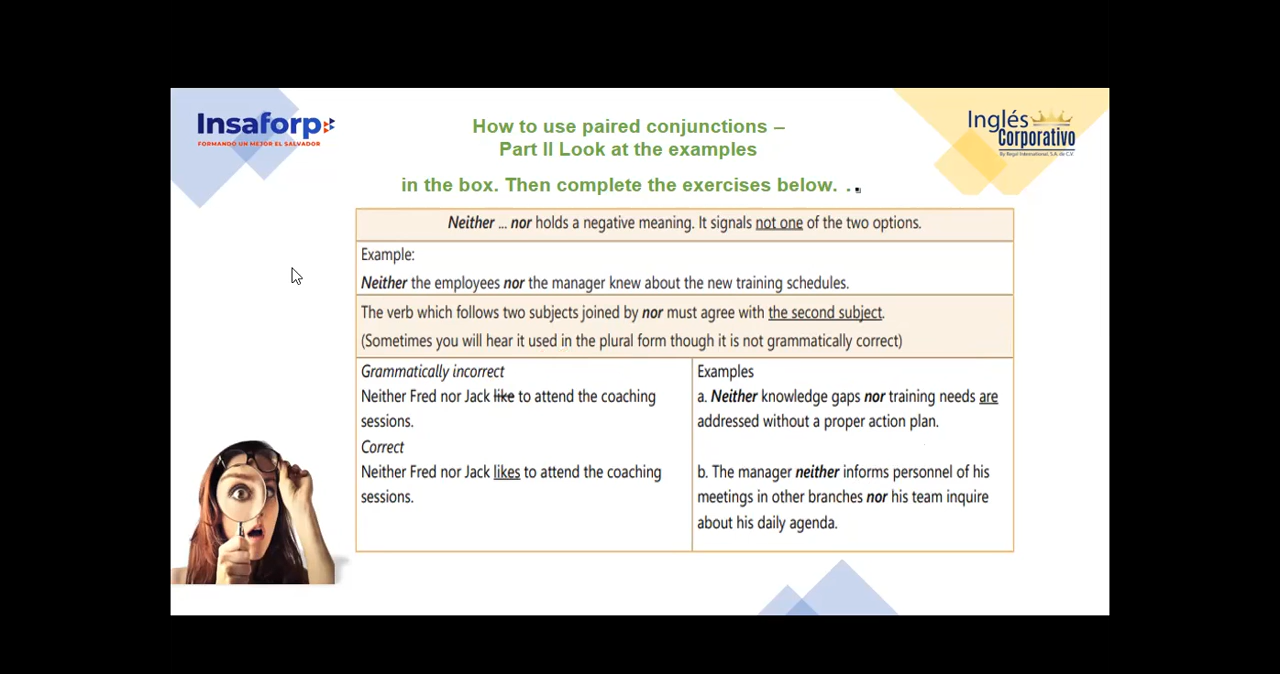 Insaforp
FORMANDO UN MEJOR EL SALVADOR
How to use paired conjunctions –
Part II Look at the examples
in the box. Then complete the exercises below. . .
Inglés
Corporativo
By Regal International, S.A. de C.V.
Neither ... nor holds a negative meaning. It signals not one of the two options.
Example:
Neither the employees nor the manager knew about the new training schedules.
The verb which follows two subjects joined by nor must agree with the second subject.
(Sometimes you will hear it used in the plural form though it is not grammatically correct)
Grammatically incorrect
Neither Fred nor Jack like to attend the coaching
sessions.
Correct
Neither Fred nor Jack likes to attend the coaching
sessions.
Examples
a. Neither knowledge gaps nor training needs are
addressed without a proper action plan.
b. The manager neither informs personnel of his
meetings in other branches nor his team inquire
about his daily agenda.